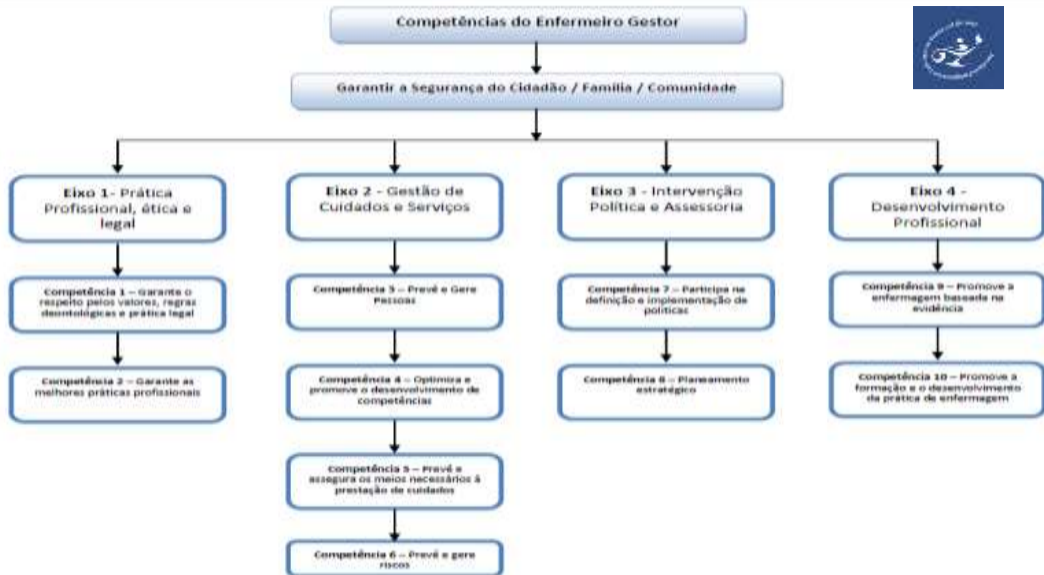 Competências do Enfermeiro Gestor
Garantir a Segurança do Cidadão / Família / Comunidade
Eixo 1- Prática
Profissional, ética e
legal
Competência 1 – Garante o
respeito pelos valores, regras
deontológicas e prática legal
Competência 2 – Garante as
melhores práticas profissionais
Eixo 2 - Gestão de
Cuidados e Serviços
Competência 3 – Prevê e Gere
Pessoas
Competência 4 – Optimiza e
promove o desenvolvimento de
competências
Competência 5 – Prevê e
assegura os meios necessários à
prestação de cuidados
Competência 6 – Prevê e gere
riscos
Eixo 3 - Intervenção
Política e Assessoria
Competência 7 – Participa na
definição e implementação de
políticas
Competência 8 – Planeamento
estratégico
Eixo 4 -
Desenvolvimento
Profissional
Competência 9 – Promove a
enfermagem baseada na
evidência
Competência 10 – Promove a
formação e o desenvolvimento
da prática de enfermagem